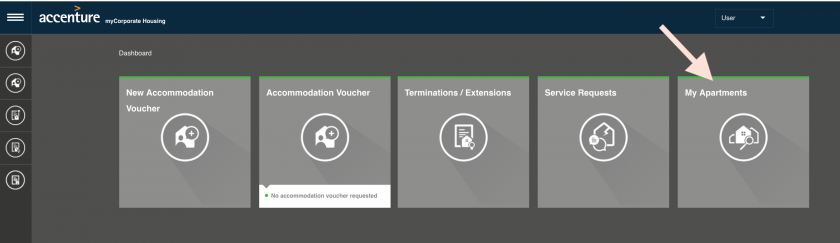 accenture myCorporate Housing
User
Dashboard
New Accommodation
Voucher
Accommodation Voucher
Terminations / Extensions
Service Requests
My Apartments
No accommodation voucher requested